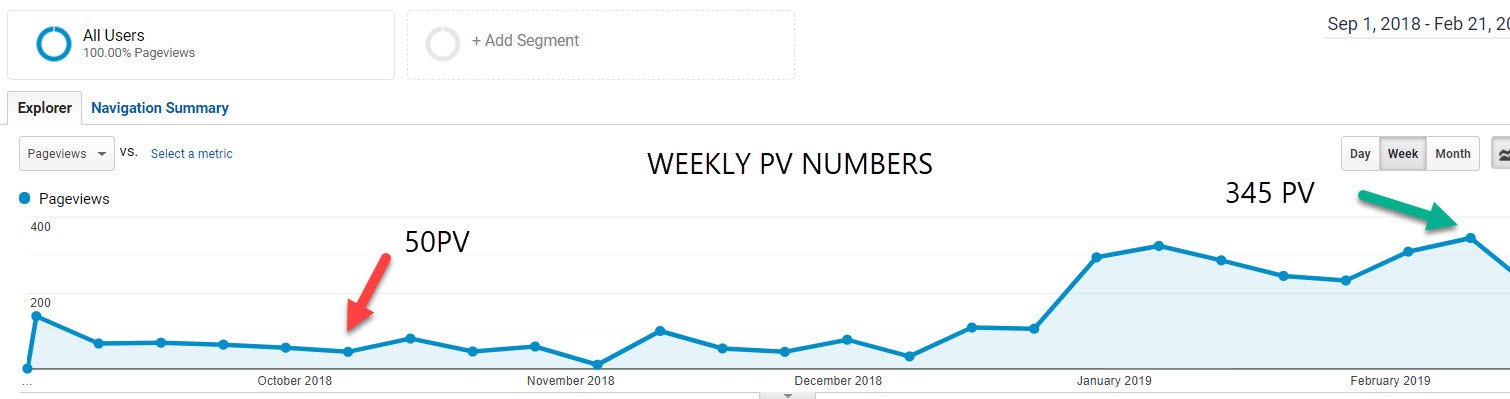 All Users
100.00% Pageviews
+ Add Segment
Sep 1, 2018 - Feb 21, 20
Explorer
Navigation Summary
Pageviews
VS.
Select a metric
WEEKLY PV NUMBERS
Day
Week
Month
Pageviews
345 PV
400
50PV
200
...
October 2018
November 2018
December 2018
January 2019
February 2019